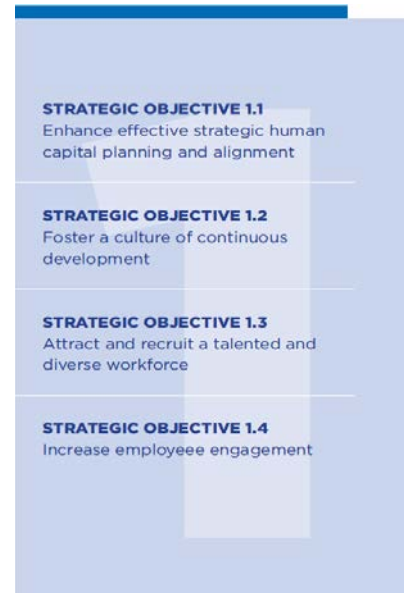 STRATEGIC OBJECTIVE 1.1
Enhance effective strategic human
capital planning and alignment
STRATEGIC OBJECTIVE 1.2
Foster a culture of continuous
development
STRATEGIC OBJECTIVE 1.3
Attract and recruit a talented and
diverse workforce
STRATEGIC OBJECTIVE 1.4
Increase employeee engagement